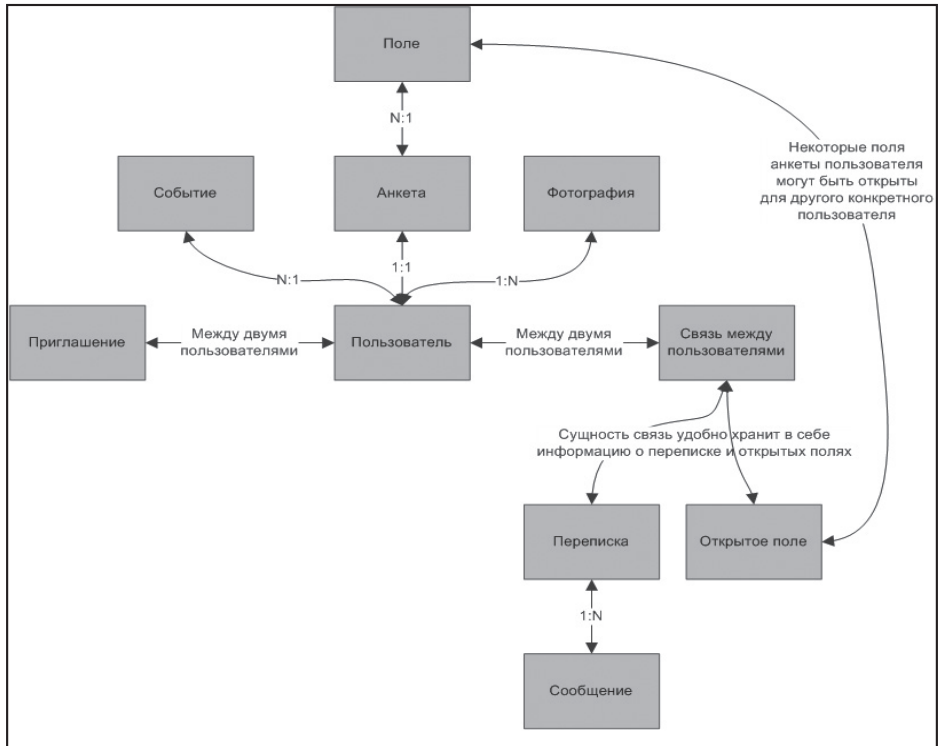 Поле
N:1
Некоторые поля
анкеты пользователя
могут быть открыты
для другого конкретного
пользователя
Событие
Анкета
Фотография
N:1
1:1
1:N
Приглашение
Между двумя
пользователями
Пользователь
Между двумя
пользователями
Связь между
пользователями
Сущность связь удобно хранит в себе
информацию о переписке и открытых полях
Переписка
Открытое поле
1:N
Сообщение